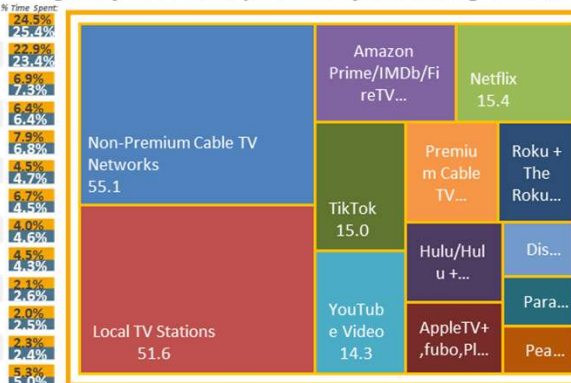 % Time Spent:
24.5%
25.4%
22.9%
23.4%
6.9%
7.3%
6.4%
6.4%
7.9%
6.8%
4.5%
4.7%
6.7%
4.5%
4.0%
4.6%
4.5%
4.3%
2.1%
2.6%
2.0%
2.5%
2.3%
2.4%
5.3%
5.0%
Non-Premium Cable TV
Networks
55.1
Local TV Stations
51.6
Amazon
Prime/IMDb/Fi
reTV...
Netflix
15.4
TikTok
15.0
YouTub
e Video
14.3
Premiu
m Cable
TV...
Roku +
The
Roku...
Hulu/Hul
u +...
AppleTV+
,fubo,Pl...
Dis...
Para...
Pea...